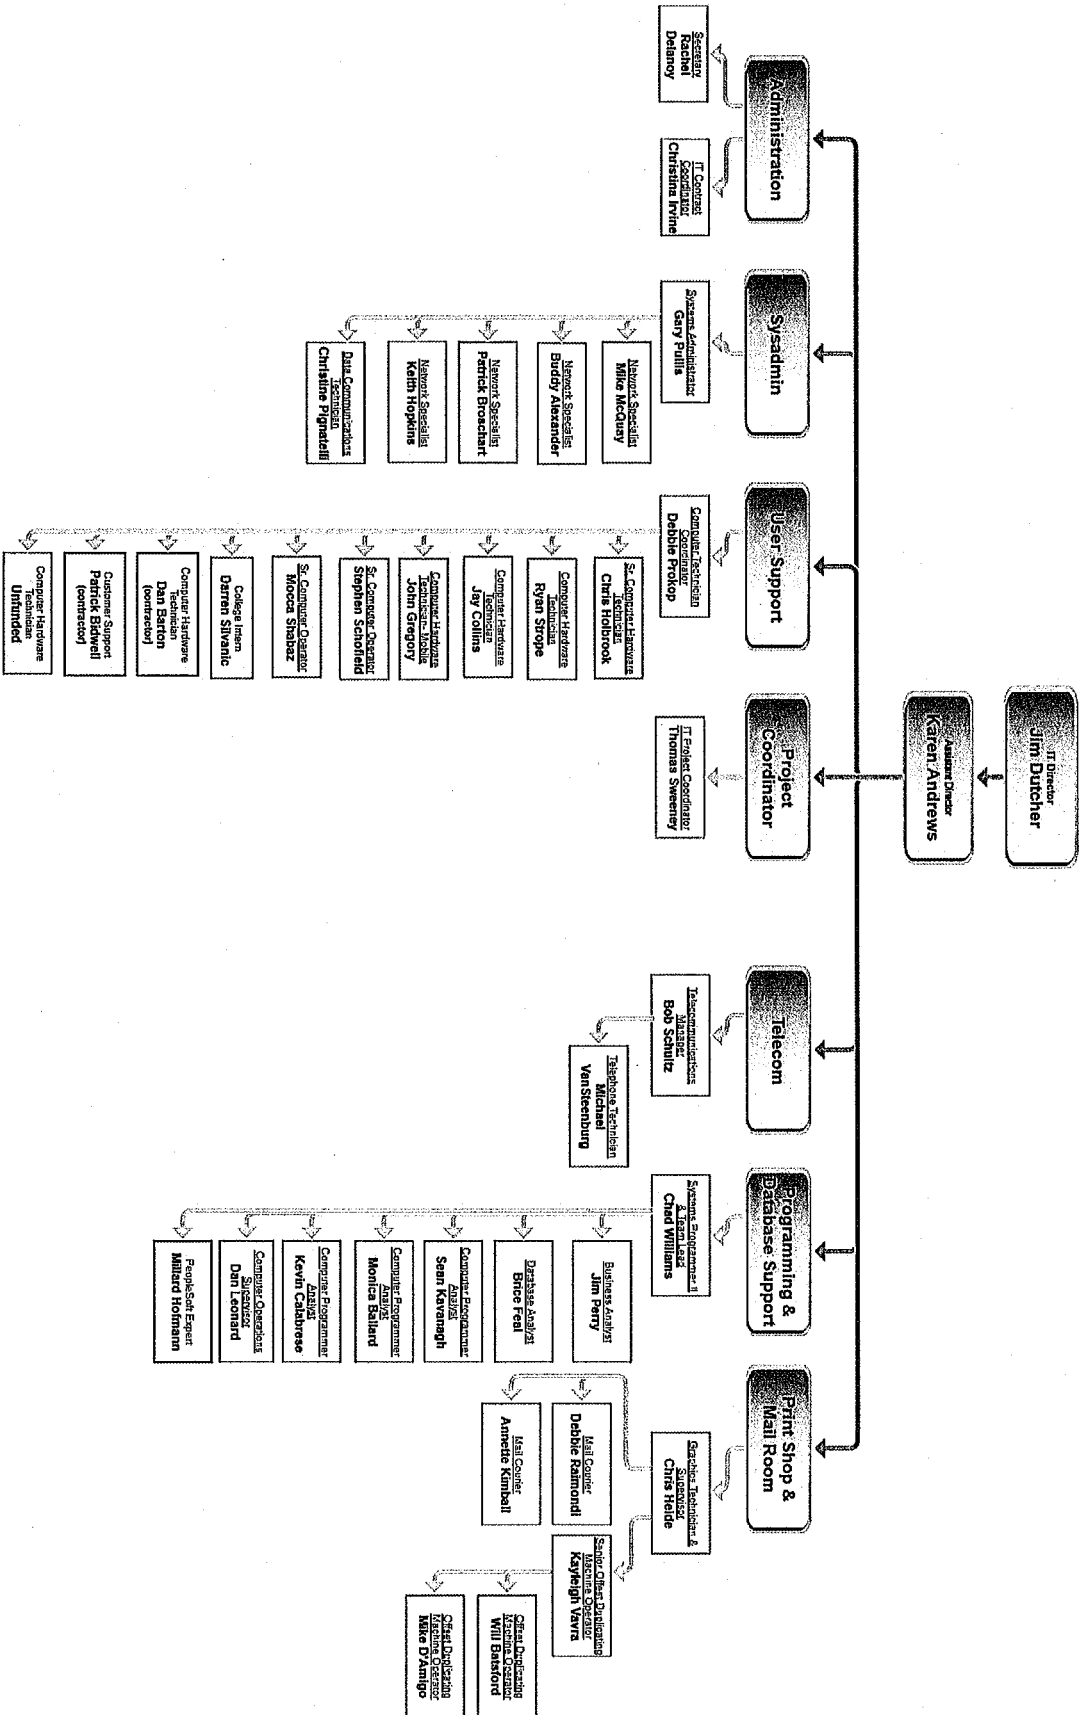 IT Director
Jim Dutcher
Assistant Director
Karen Andrews
Administration
Secretary
Rachel
Delanoy
IT Contract
Coordinator
Christina Irvine
Sysadmin
Systems Administrator
Gary Pullis
Network Specialist
Mike McQuay
Network Specialist
Buddy Alexander
Network Specialist
Patrick Broschart
Network Specialist
Keith Hopkins
Data Communications
Technician
Christine Pignatelli
User Support
Computer Technician
Coordinator
Debbie Prokop
Sr. Computer Hardware
Technician
Chris Holbrook
Computer Hardware
Technician
Ryan Strope
Computer Hardware
Technician
Jay Collins
Computer Hardware
Technician- Mobile
John Gregory
Sr. Computer Operator
Stephen Schofield
Sr. Computer Operator
Mocca Shabaz
College Intern
Darren Silvanic
Computer Hardware
Technician
Dan Barton
(contractor)
Customer Support
Patrick Bidwell
(contractor)
Computer Hardware
Technician
Unfunded
Project
Coordinator
IT Project Coordinator
Thomas Sweeney
Telecom
Telecommunications
Manager
Bob Schultz
Telephone Technician
Michael
VanSteenburg
Programming &
Database Support
Systems Programmer II
& Team Lead
Chad Williams
Business Analyst
Jim Perry
Database Analyst
Brice Feal
Computer Programmer
Analyst
Sean Kavanagh
Computer Programmer
Analyst
Monica Ballard
Computer Programmer
Analyst
Kevin Calabrese
Computer Operations
Supervisor
Dan Leonard
PeopleSoft Expert
Millard Hofmann
Print Shop &
Mail Room
Graphics Technician &
Supervisor
Chris Heide
Mail Courier
Debbie Raimondi
Mail Courier
Annette Kimball
Senior Offset Duplicating
Machine Operator
Kayleigh Vavra
Offset Duplicating
Machine Operator
Will Batsford
Offset Duplicating
Machine Operator
Mike D'Amigo